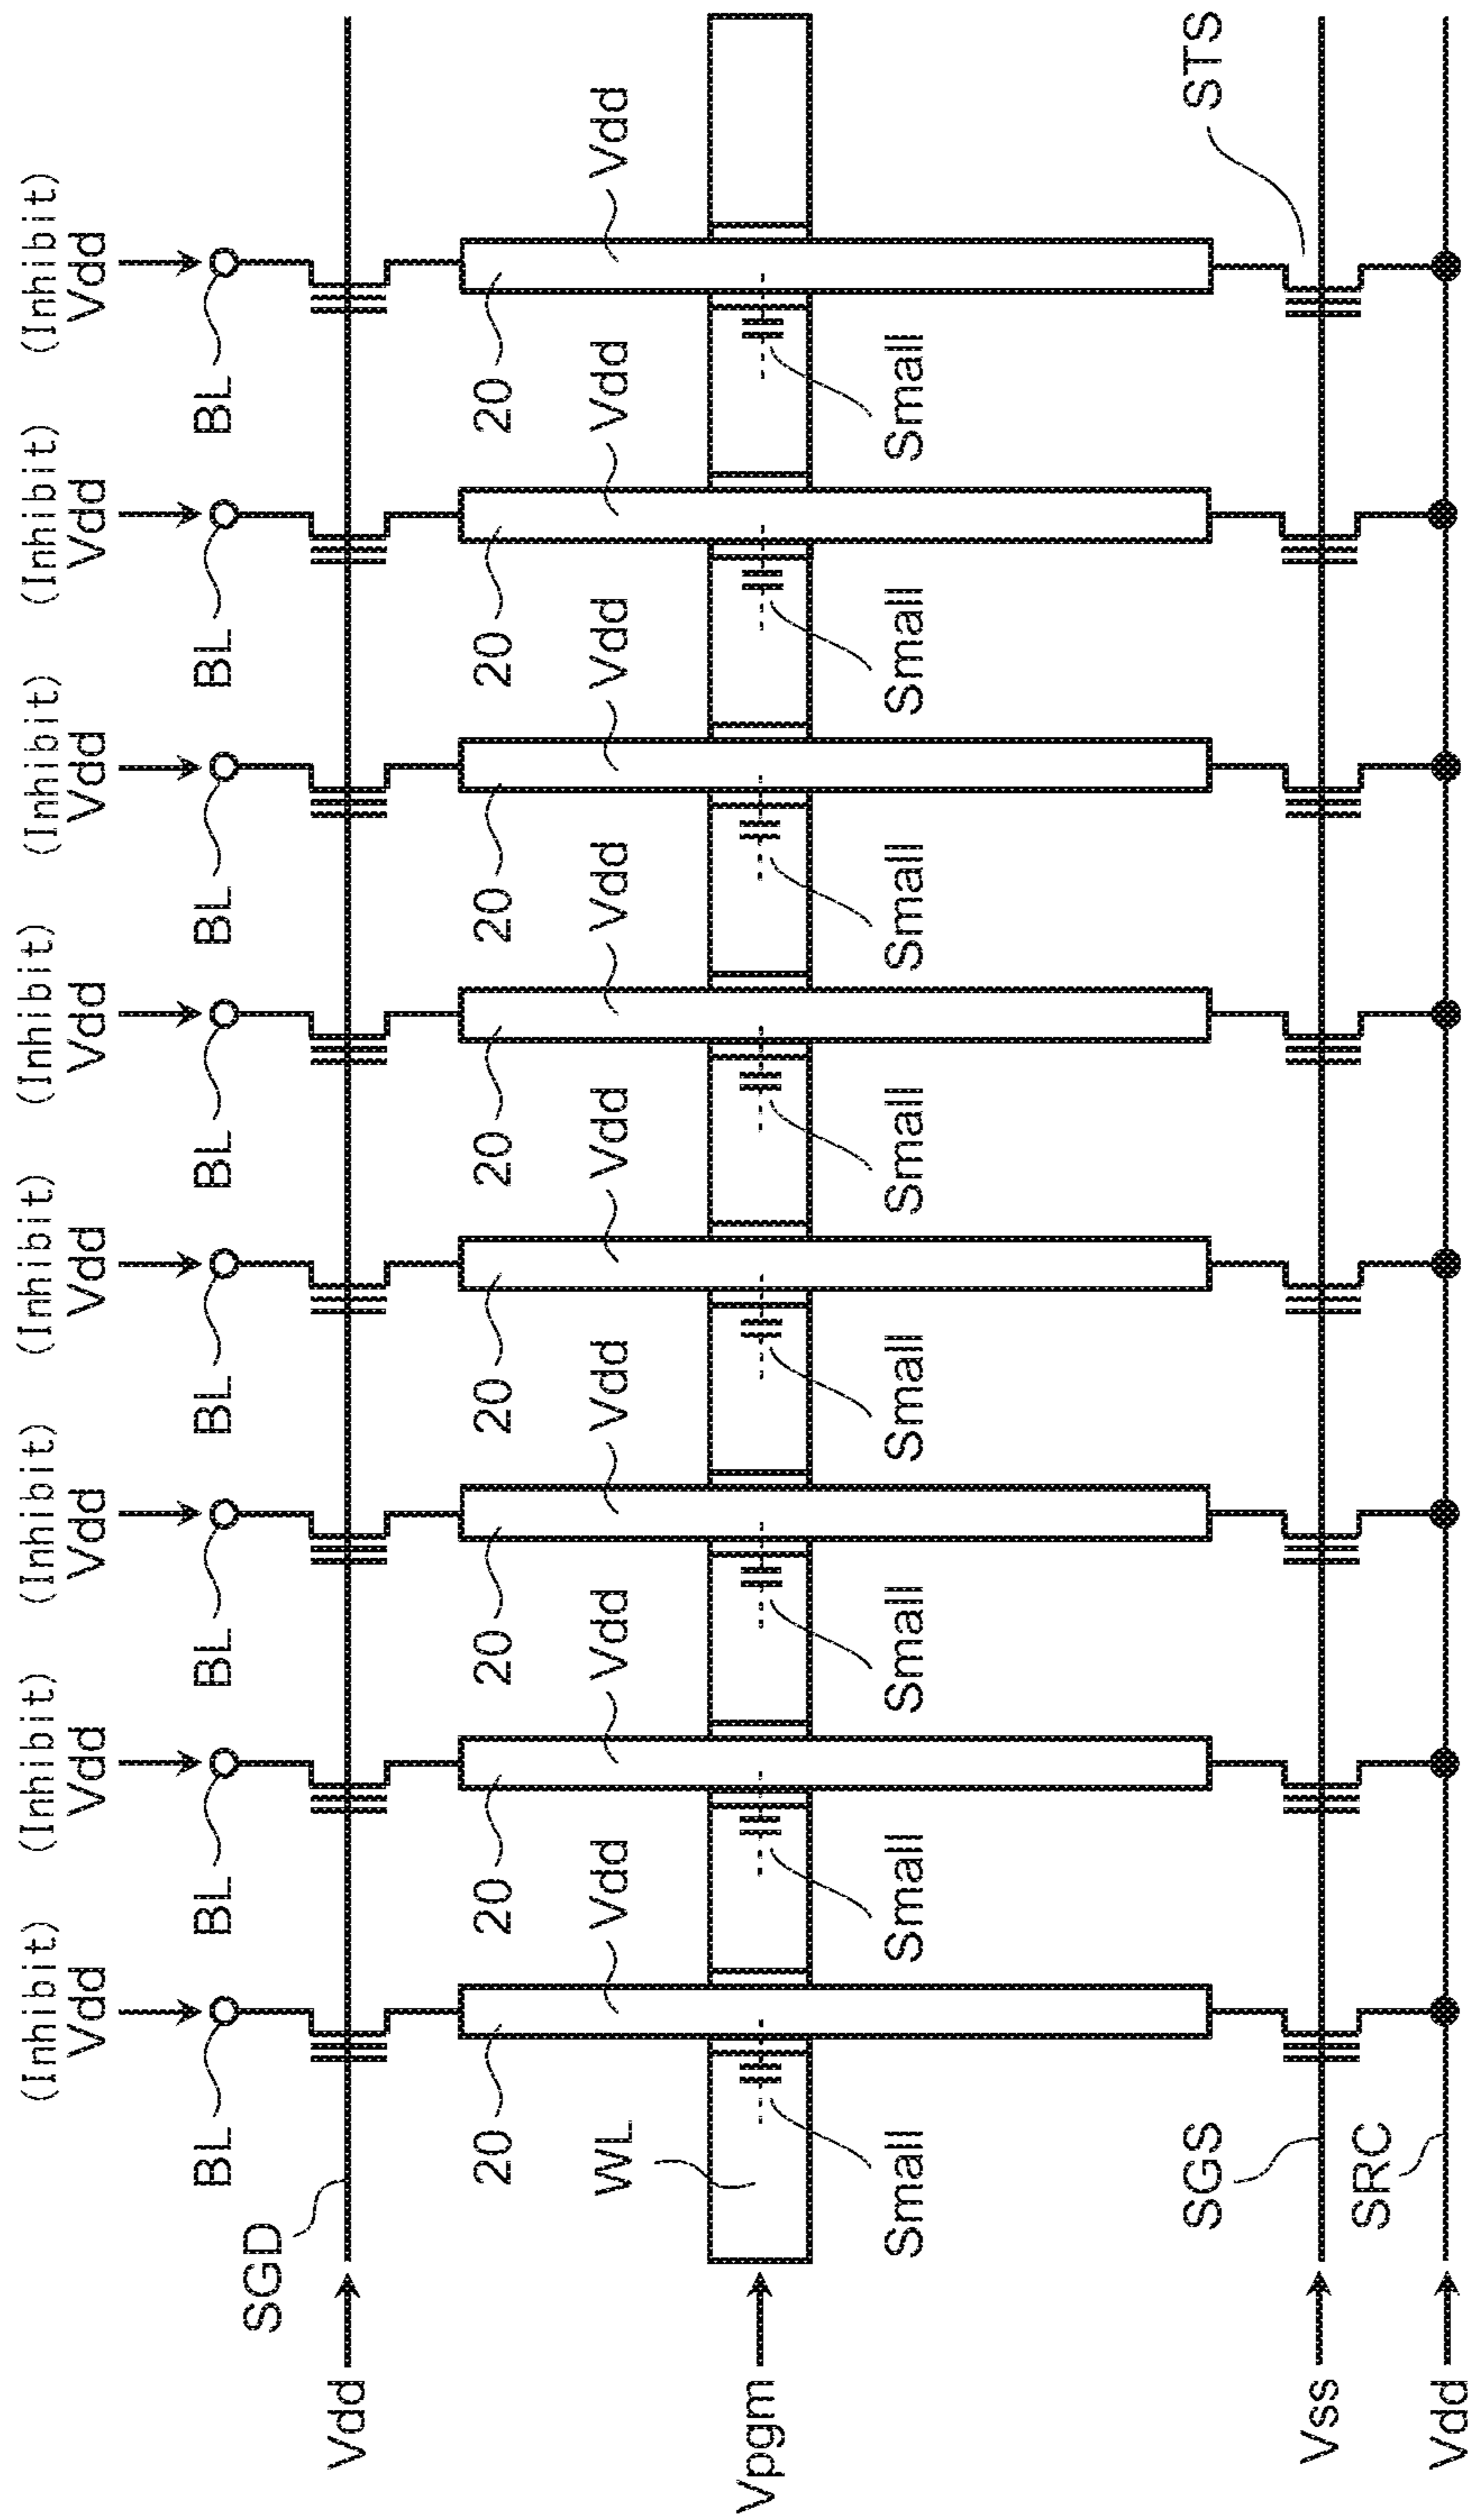 (Inhibit) (Inhibit) (Inhibit) (Inhibit) (Inhibit) (Inhibit) (Inhibit) (Inhibit)
Vdd Vdd Vdd Vdd Vdd Vdd Vdd Vdd
BL BL BL BL BL BL BL BL
SGD
Vdd
20 20 20 20 20 20 20 20
WL Vdd Vdd Vdd Vdd Vdd Vdd Vdd Vdd
Vpgm
Small Small Small Small Small Small Small Small
SGS STS
Vss
SRC
Vdd